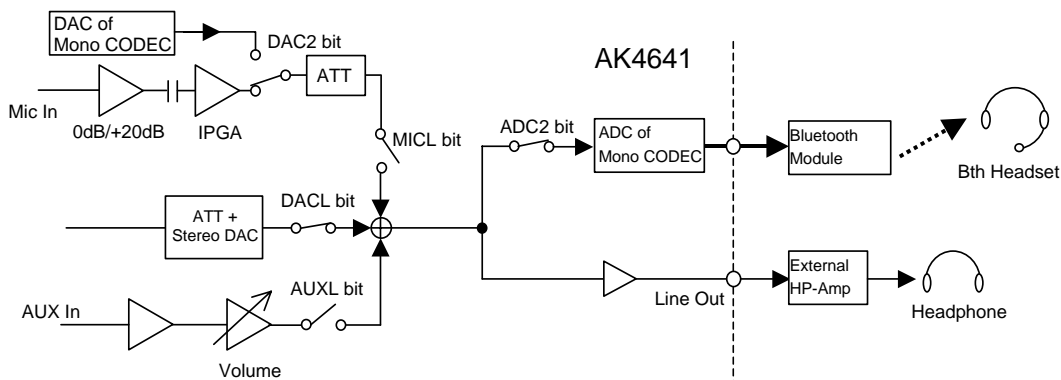 DAC of
Mono CODEC
DAC2 bit
ATT
AK4641
Mic In
0dB/+20dB
IPGA
MICL bit
ADC2 bit
ADC of
Mono CODEC
Bluetooth
Module
Bth Headset
ATT +
Stereo DAC
DACL bit
AUX In
Volume
AUXL bit
Line Out
External
HP-Amp
Headphone